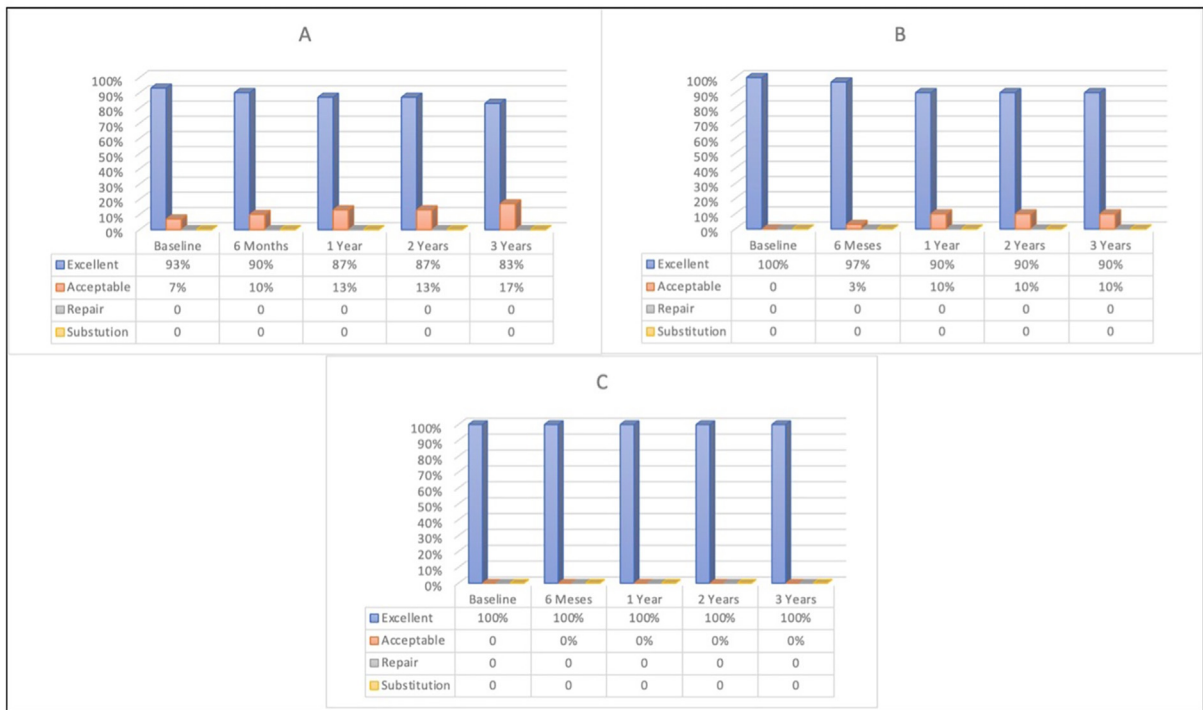 A
100%
90%
80%
70%
60%
50%
40%
30%
20%
10%
0%
Baseline 6 Months 1 Year 2 Years 3 Years
Excellent 93% 90% 87% 87% 83%
Acceptable 7% 10% 13% 13% 17%
Repair 0 0 0 0 0
Substution 0 0 0 0 0
B
100%
90%
80%
70%
60%
50%
40%
30%
20%
10%
0%
Baseline 6 Meses 1 Year 2 Years 3 Years
Excellent 100% 97% 90% 90% 90%
Acceptable 0 3% 10% 10% 10%
Repair 0 0 0 0 0
Substitution 0 0 0 0 0
C
100%
90%
80%
70%
60%
50%
40%
30%
20%
10%
0%
Baseline 6 Meses 1 Year 2 Years 3 Years
Excellent 100% 100% 100% 100% 100%
Acceptable 0 0% 0% 0% 0%
Repair 0 0 0 0 0
Substitution 0 0 0 0 0